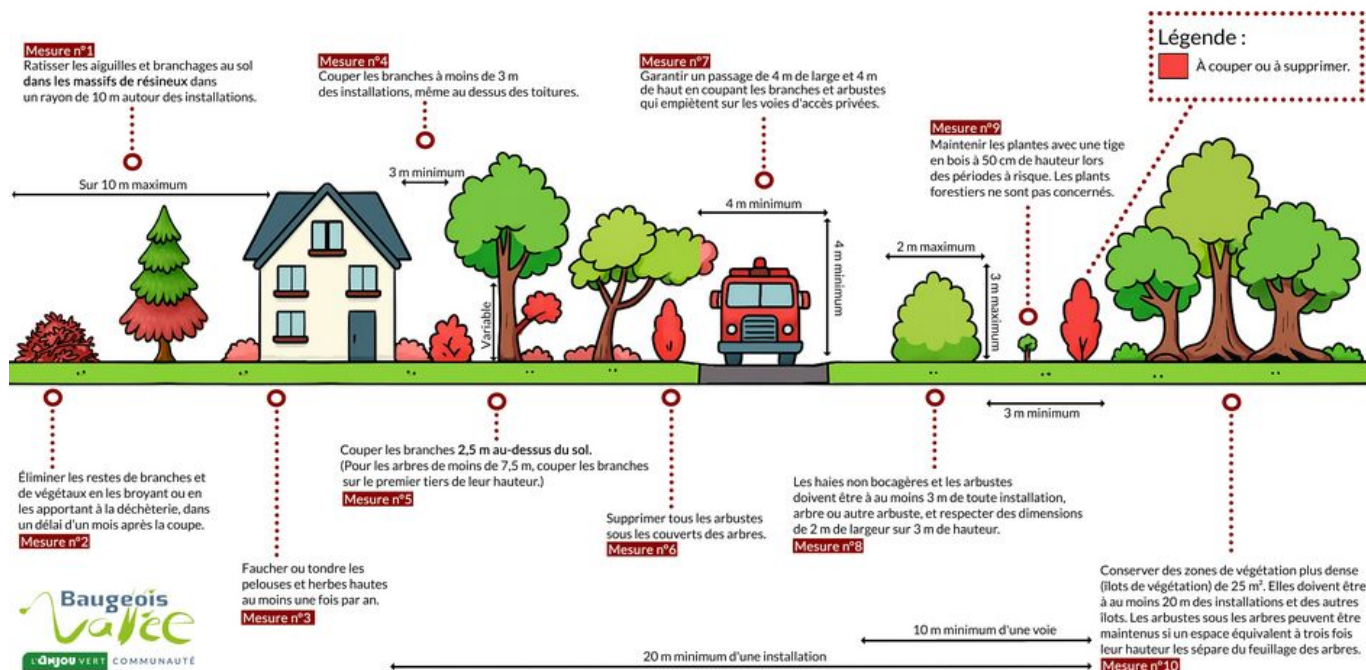 Mesure n°1
Ratisser les aiguilles et branchages au sol
dans les massifs de résineux dans
un rayon de 10 m autour des installations.
Mesure n°4
Couper les branches à moins de 3 m
des installations, même au dessus des toitures.
Mesure n°7
Garantir un passage de 4 m de large et 4 m
de haut en coupant les branches et arbustes
qui empiètent sur les voies d'accès privées.
Légende :
À couper ou à supprimer.
Mesure n°9
Maintenir les plantes avec une tige
en bois à 50 cm de hauteur lors
des périodes à risque. Les plants
forestiers ne sont pas concernés.
Sur 10 m maximum
3 m minimum
4 m minimum
4 m minimum
2 m maximum
3 m maximum
Variable
3 m minimum
Éliminer les restes de branches et
de végétaux en les broyant ou en
les apportant à la déchèterie, dans
un délai d'un mois après la coupe.
Mesure n°2
Faucher ou tondre les
pelouses et herbes hautes
au moins une fois par an.
Mesure n°3
Couper les branches 2,5 m au-dessus du sol.
(Pour les arbres de moins de 7,5 m, couper les branches
sur le premier tiers de leur hauteur.)
Mesure n°5
Supprimer tous les arbustes
sous les couverts des arbres.
Mesure n°6
Les haies non bocagères et les arbustes
doivent être à au moins 3 m de toute installation,
arbre ou autre arbuste, et respecter des dimensions
de 2 m de largeur sur 3 m de hauteur.
Mesure n°8
Conserver des zones de végétation plus dense
(îlots de végétation) de 25 m². Elles doivent être
à au moins 20 m des installations et des autres
îlots. Les arbustes sous les arbres peuvent être
maintenus si un espace équivalent à trois fois
leur hauteur les sépare du feuillage des arbres.
Mesure n°10
10 m minimum d'une voie
20 m minimum d'une installation
Baugeois
Vallée
L'ANJOU VERT COMMUNAUTÉ